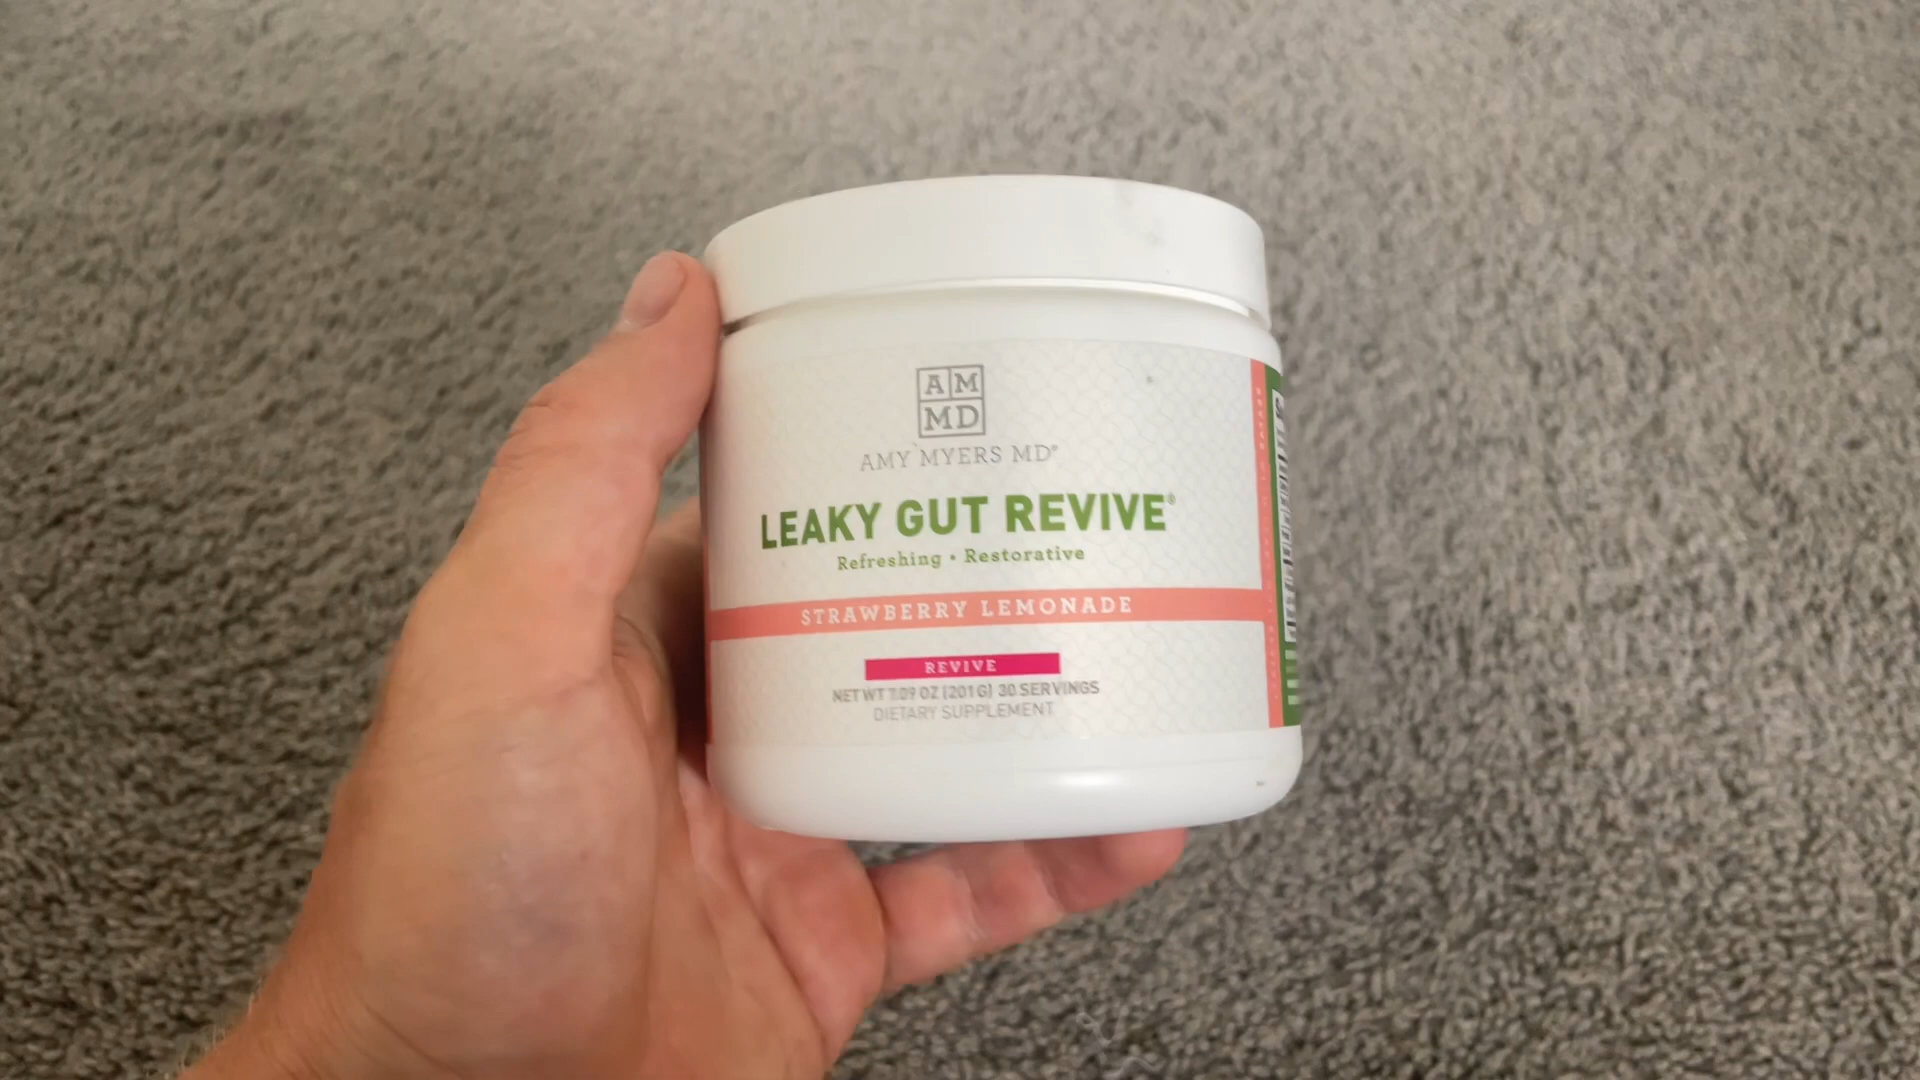 AM
MD
AMY MYERS MD®
LEAKY GUT REVIVE®
Refreshing • Restorative
STRAWBERRY LEMONADE
REVIVE
NET WT 7.09 OZ (201G) 30 SERVINGS
DIETARY SUPPLEMENT